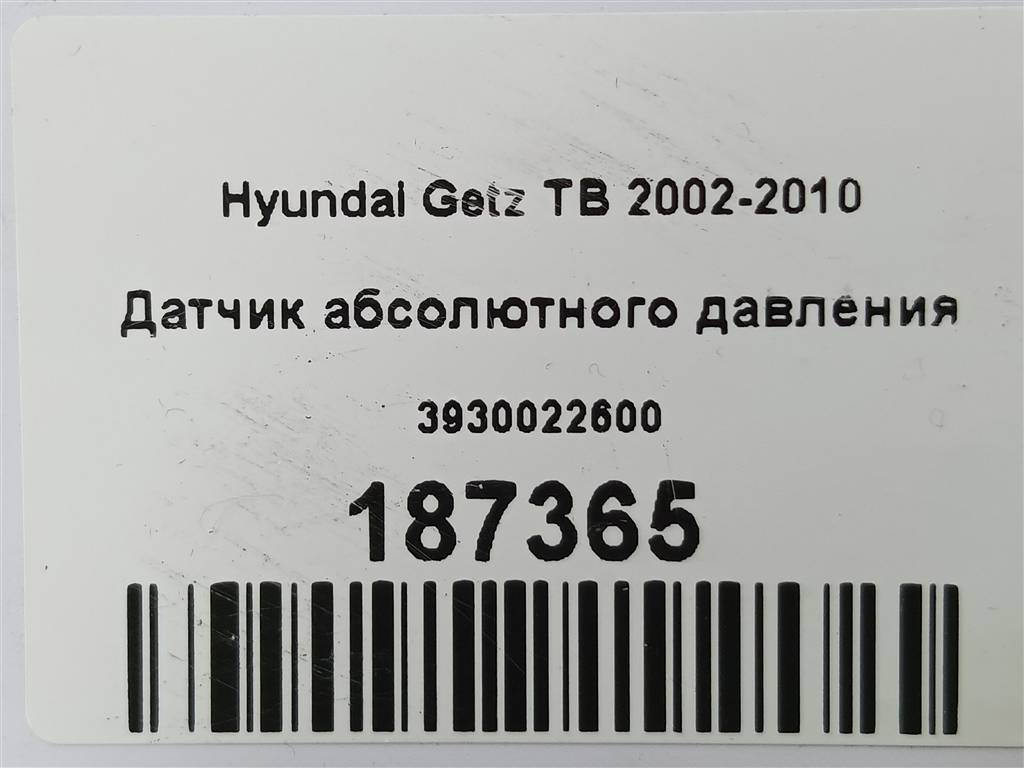 Hyundai Getz TB 2002-2010
Датчик абсолютного давления
3930022600
187365